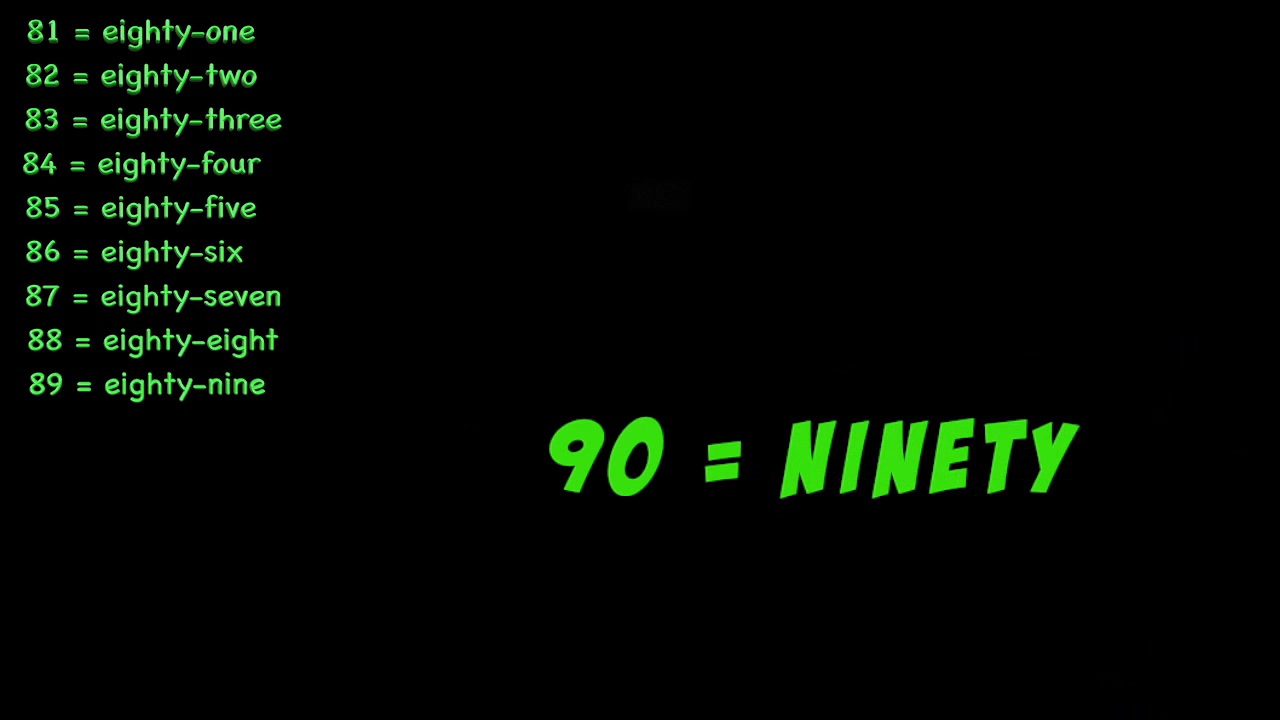 81 = eighty-one
82 = eighty-two
83 = eighty-three
84 = eighty-four
85 = eighty-five
86 = eighty-six
87 = eighty-seven
88 = eighty-eight
89 = eighty-nine
90 = NINETY